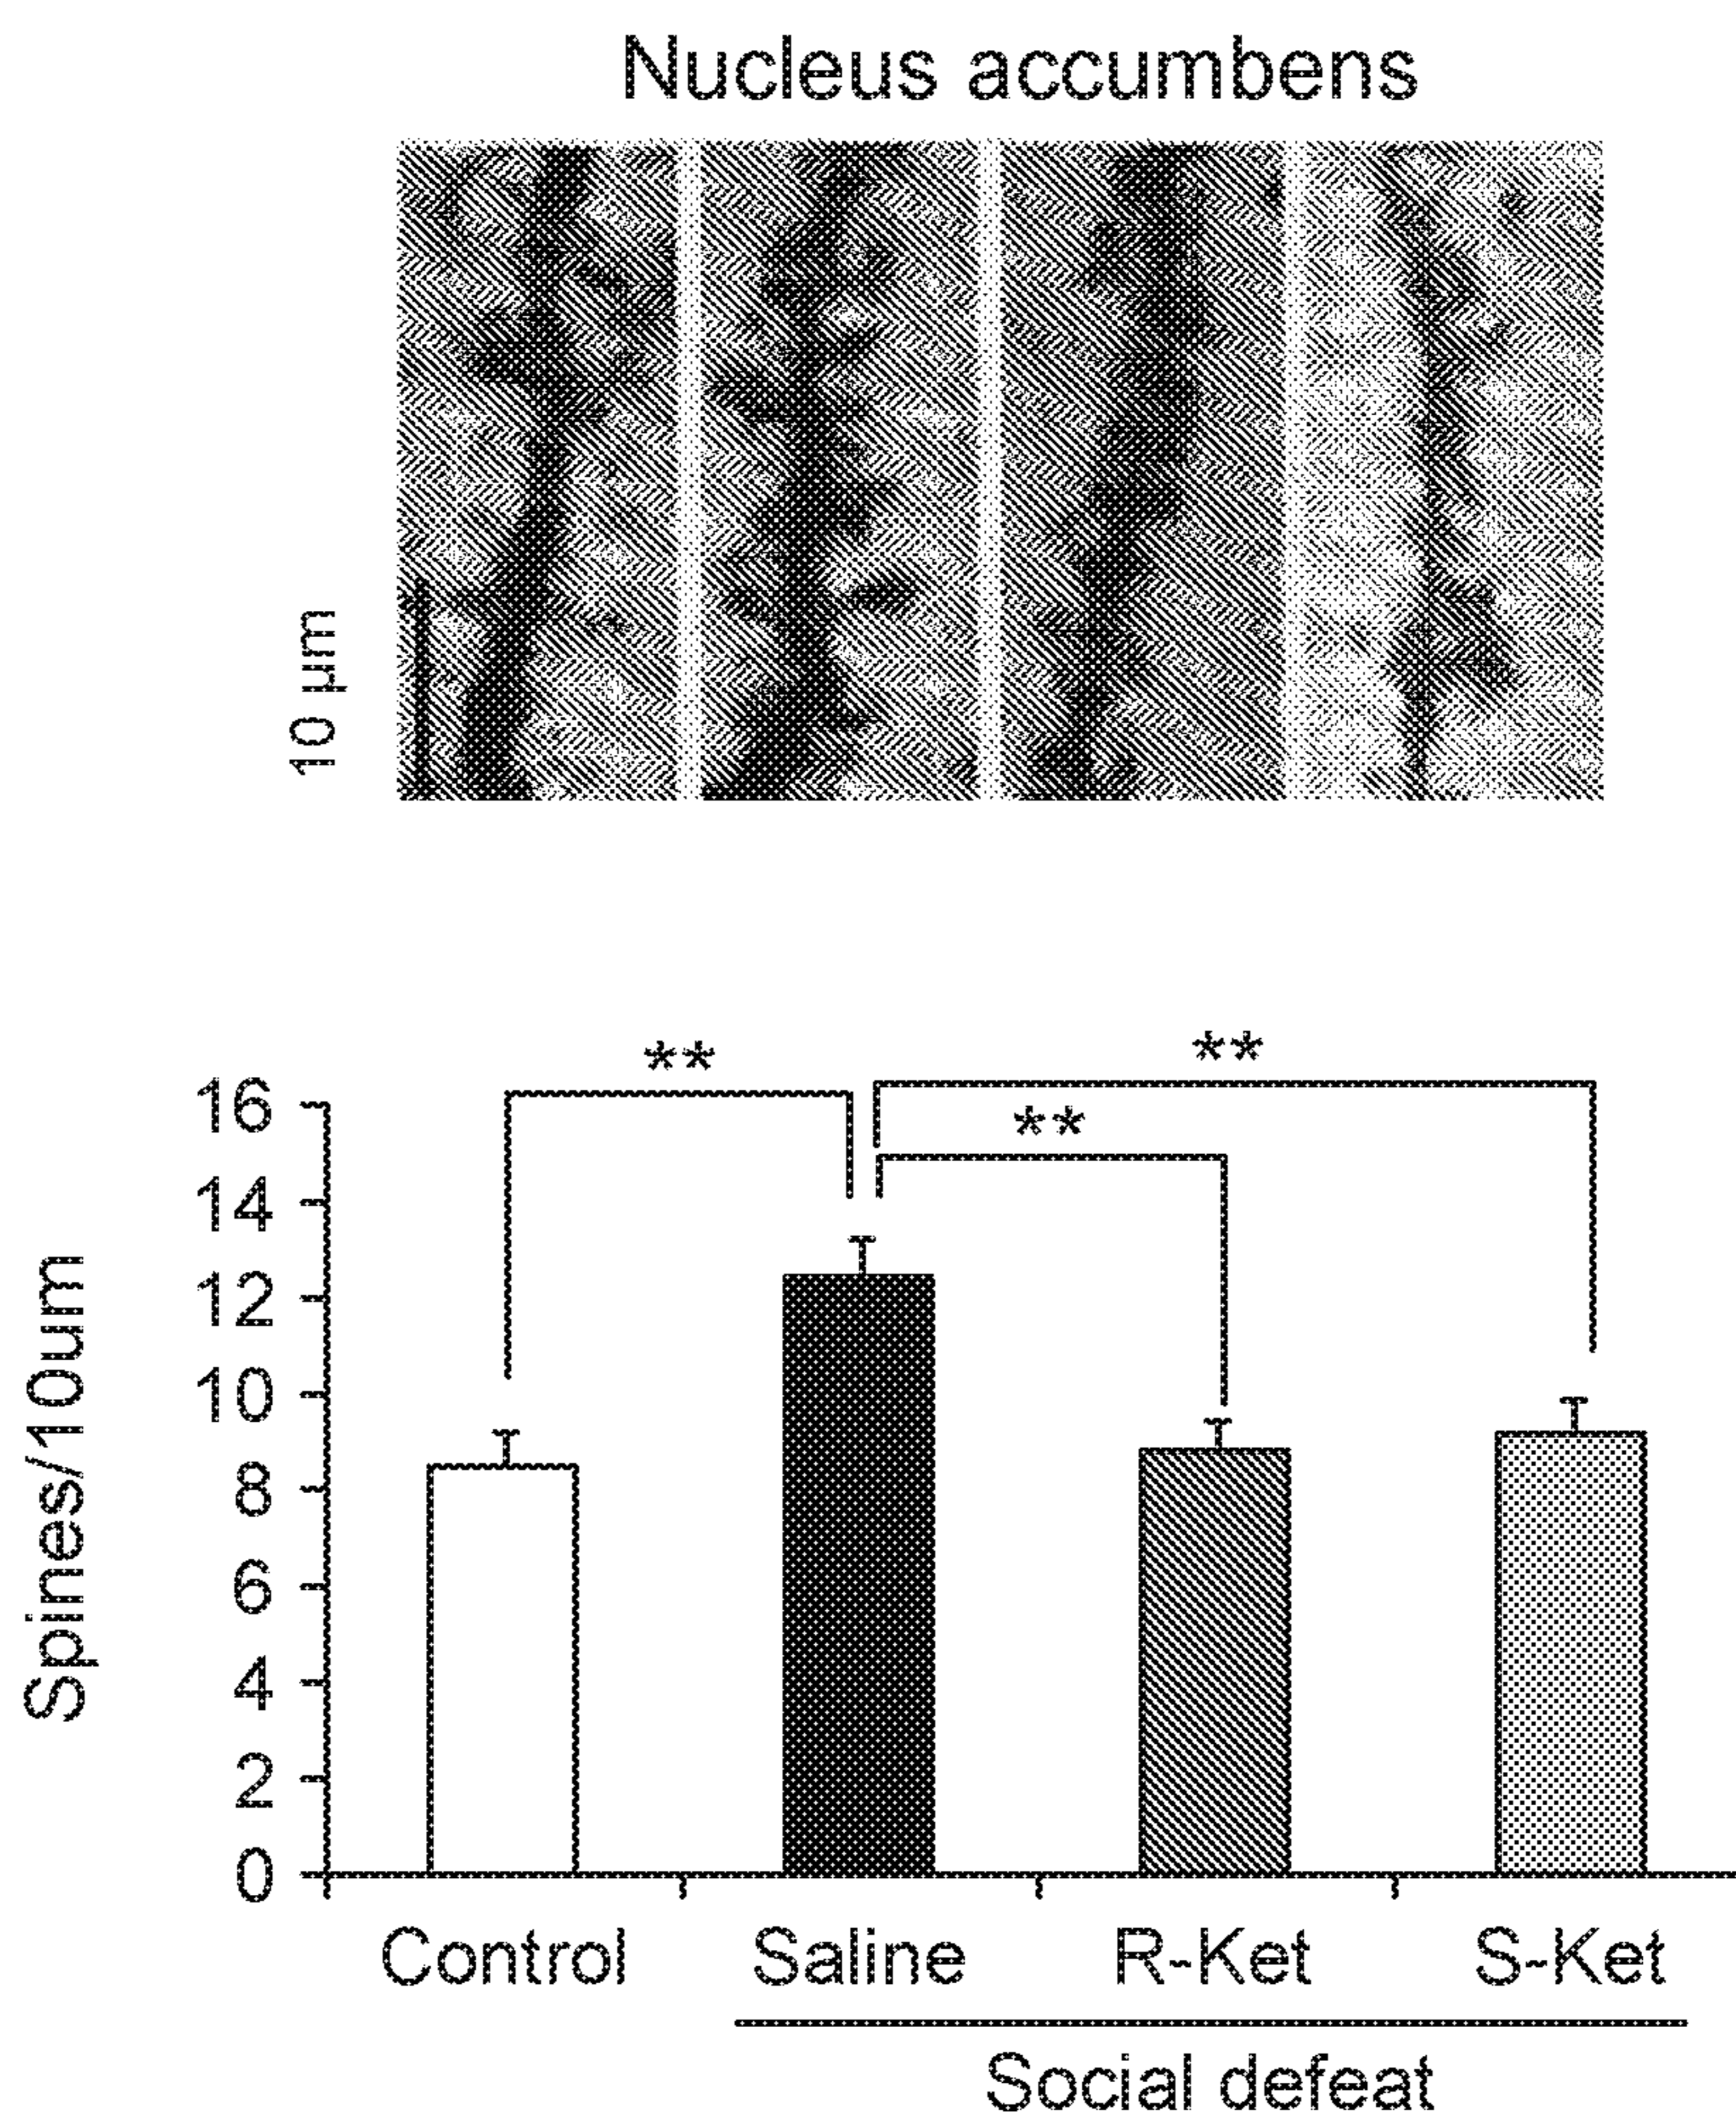 Nucleus accumbens
10 μm
**
**
**
16
14
12
10
8
6
4
2
0
Spines/10um
Control
Saline
R-Ket
S-Ket
Social defeat